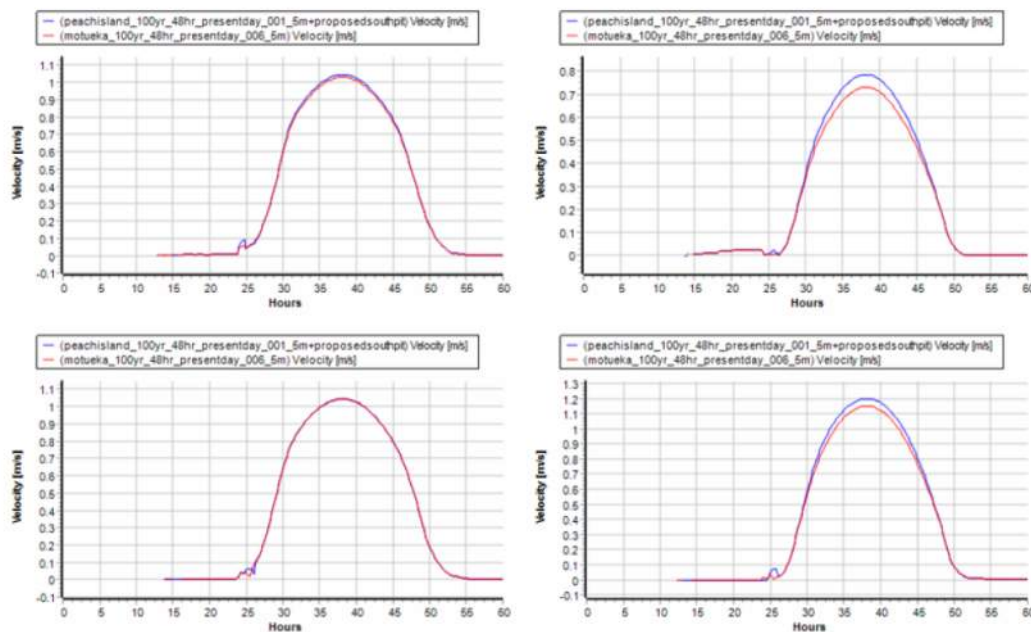 (peachisland_100yr_48hr_presentday_001_5m+proposedsouthpit) Velocity [m/s]
(motueka_100yr_48hr_presentday_006_5m) Velocity [m/s]
1.1
1
0.9
0.8
0.7
0.6
0.5
0.4
0.3
0.2
0.1
0
-0.1
Velocity [m/s]
0 5 10 15 20 25 30 35 40 45 50 55 60
Hours
(peachisland_100yr_48hr_presentday_001_5m+proposedsouthpit) Velocity [m/s]
(motueka_100yr_48hr_presentday_006_5m) Velocity [m/s]
0.8
0.7
0.6
0.5
0.4
0.3
0.2
0.1
0
Velocity [m/s]
0 5 10 15 20 25 30 35 40 45 50 55 60
Hours
(peachisland_100yr_48hr_presentday_001_5m+proposedsouthpit) Velocity [m/s]
(motueka_100yr_48hr_presentday_006_5m) Velocity [m/s]
1.1
1
0.9
0.8
0.7
0.6
0.5
0.4
0.3
0.2
0.1
0
-0.1
Velocity [m/s]
0 5 10 15 20 25 30 35 40 45 50 55 60
Hours
(peachisland_100yr_48hr_presentday_001_5m+proposedsouthpit) Velocity [m/s]
(motueka_100yr_48hr_presentday_006_5m) Velocity [m/s]
1.3
1.2
1.1
1
0.9
0.8
0.7
0.6
0.5
0.4
0.3
0.2
0.1
0
-0.1
Velocity [m/s]
0 5 10 15 20 25 30 35 40 45 50 55 60
Hours